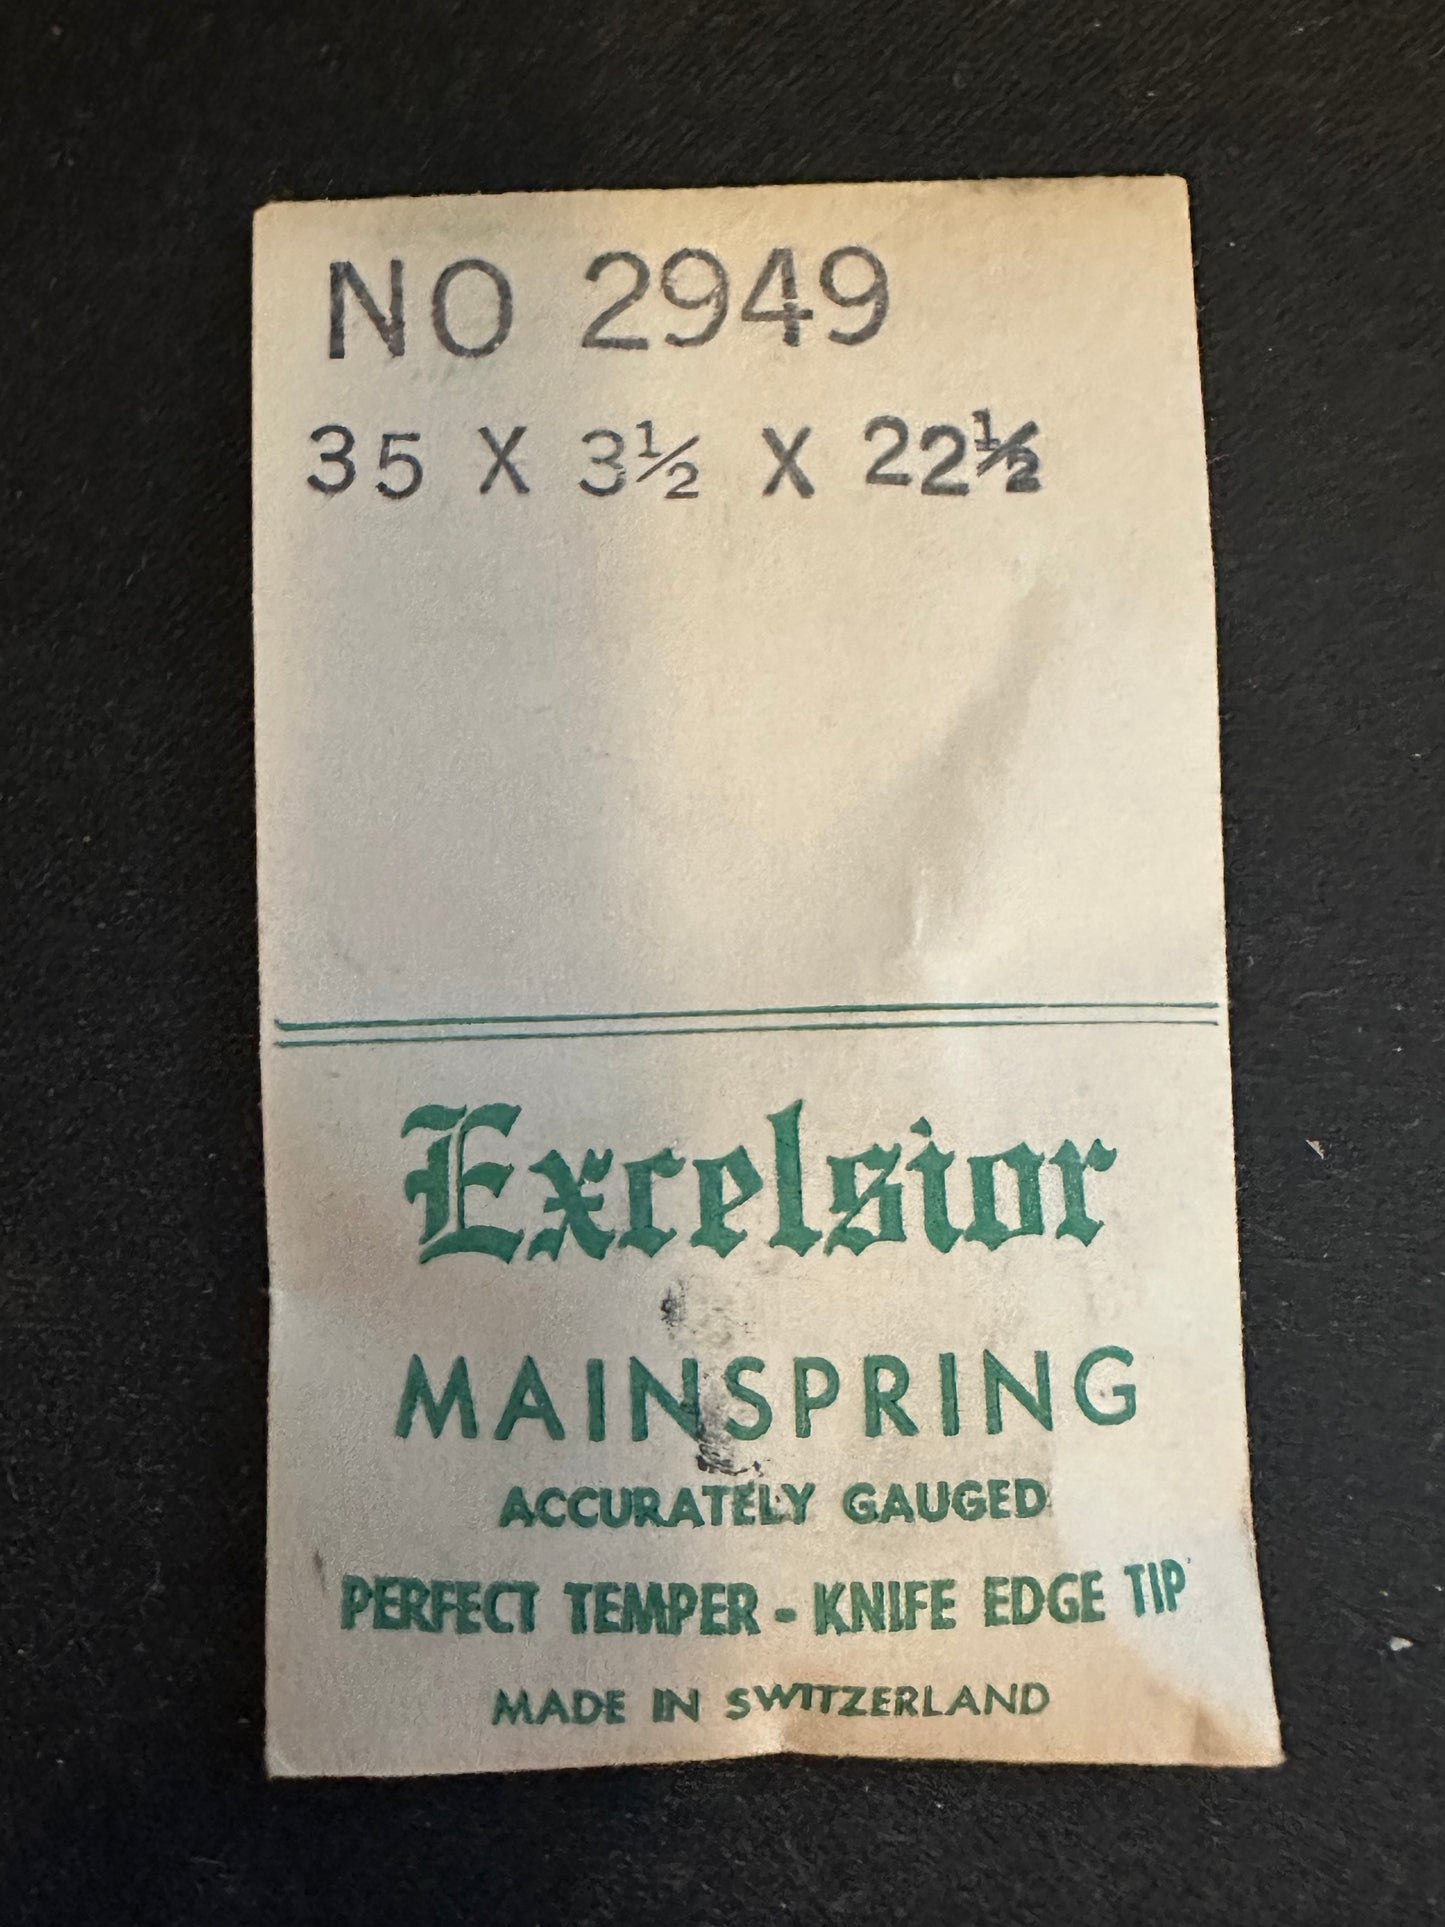 NO 2949
35 X 3½ X 22½
Excelsior
MAINSPRING
ACCURATELY GAUGED
PERFECT TEMPER - KNIFE EDGE TIP
MADE IN SWITZERLAND